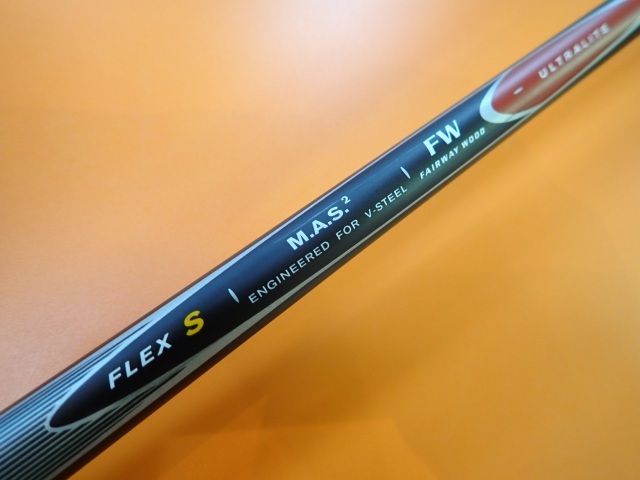 FLEX S
M.A.S.²
ENGINEERED FOR V-STEEL
FW
FAIRWAY WOOD
ULTRALITE